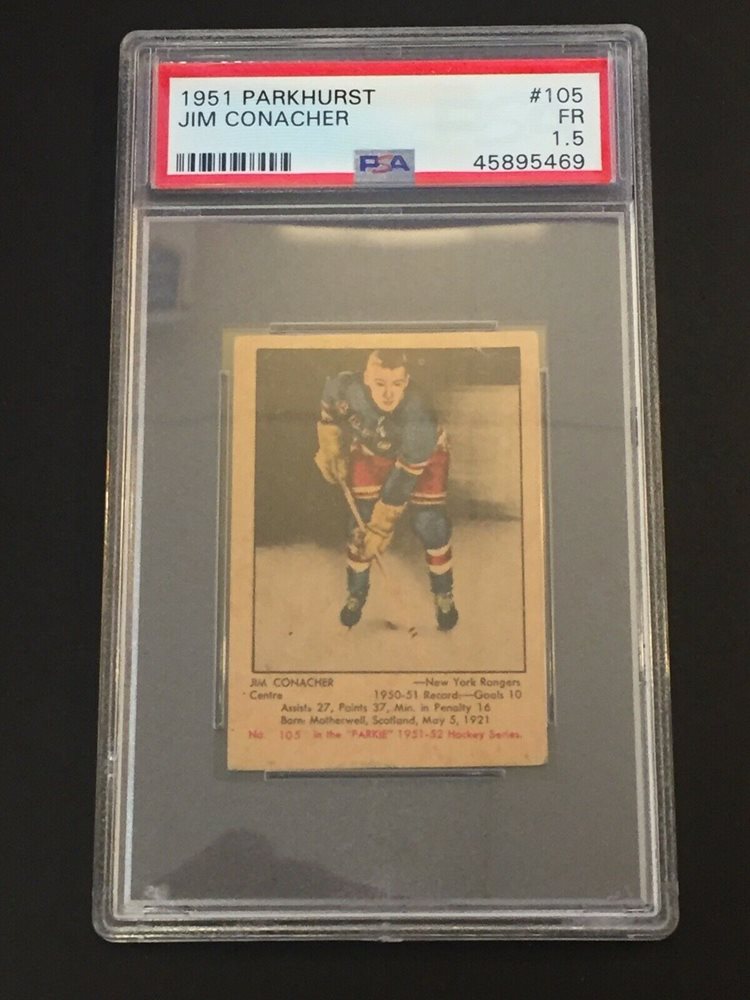 1951 PARKHURST #105
JIM CONACHER FR
1.5
PSA 45895469
JIM CONACHER —New York Rangers
Centre 1950-51 Record:—Goals 10
Assists 27, Points 37, Min. in Penalty 16
Born: Motherwell, Scotland, May 5, 1921
No. 105 in the "PARKIE" 1951-52 Hockey Series.